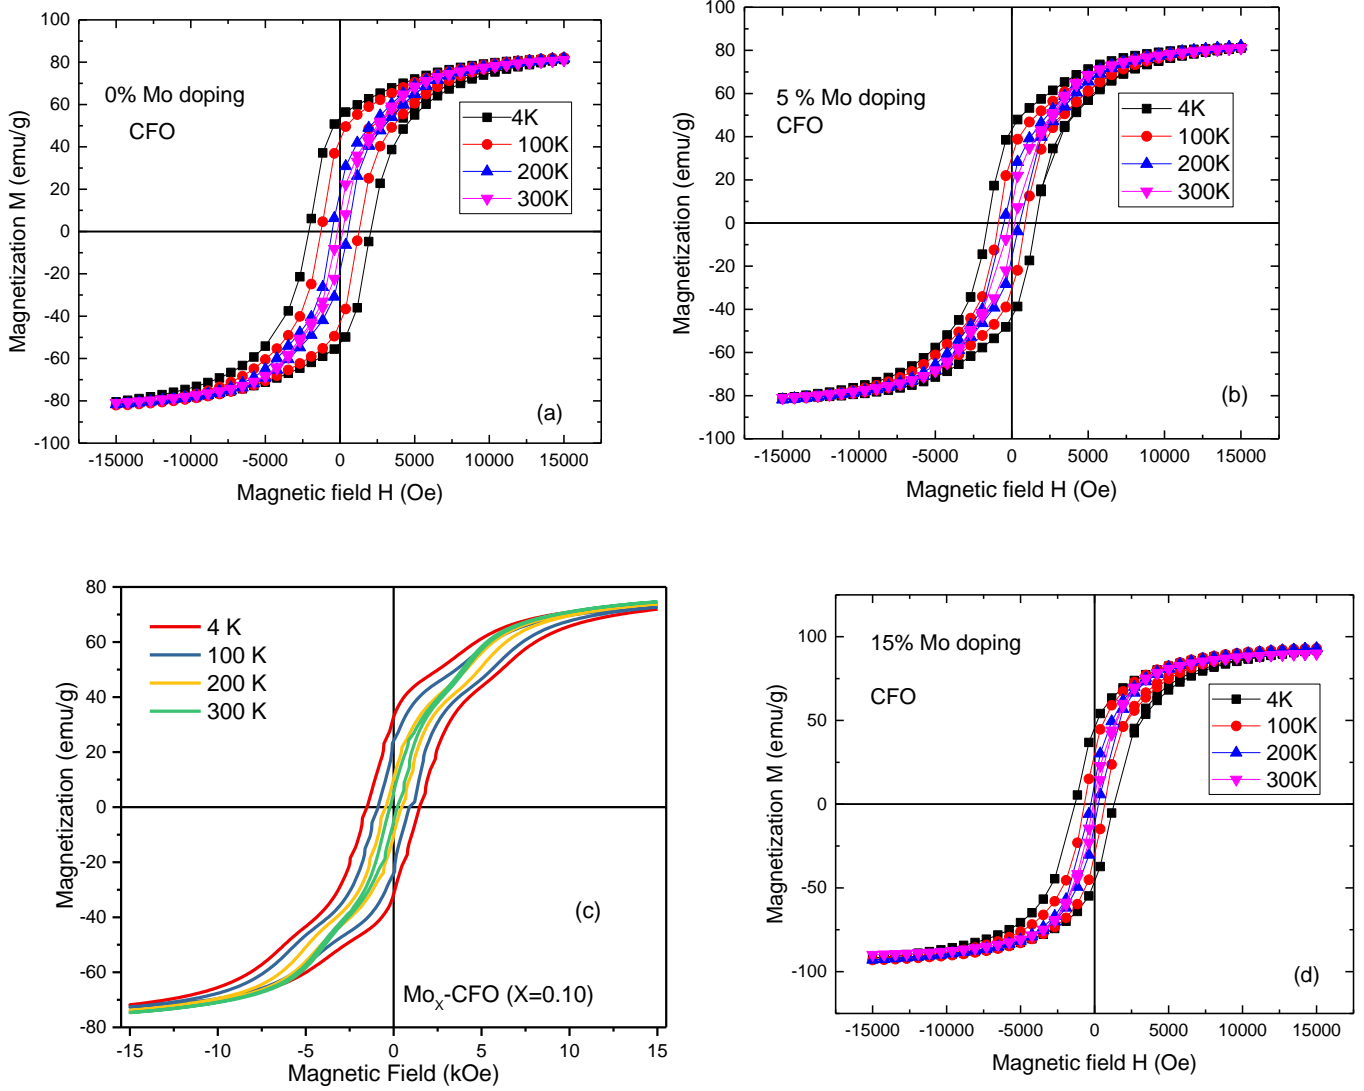 100
80
60
40
20
0
-20
-40
-60
-80
-100
Magnetization M (emu/g)
0% Mo doping
CFO
4K
100K
200K
300K
(a)
-15000 -10000 -5000 0 5000 10000 15000
Magnetic field H (Oe)
100
80
60
40
20
0
-20
-40
-60
-80
-100
Magnetization (emu/g)
5 % Mo doping
CFO
4K
100K
200K
300K
(b)
-15000 -10000 -5000 0 5000 10000 15000
Magnetic field H (Oe)
80
60
40
20
0
-20
-40
-60
-80
Magnetization (emu/g)
4 K
100 K
200 K
300 K
(c)
MoX-CFO (X=0.10)
-15 -10 -5 0 5 10 15
Magnetic Field (kOe)
100
50
0
-50
-100
Magnetization M (emu/g)
15% Mo doping
CFO
4K
100K
200K
300K
(d)
-15000 -10000 -5000 0 5000 10000 15000
Magnetic field H (Oe)